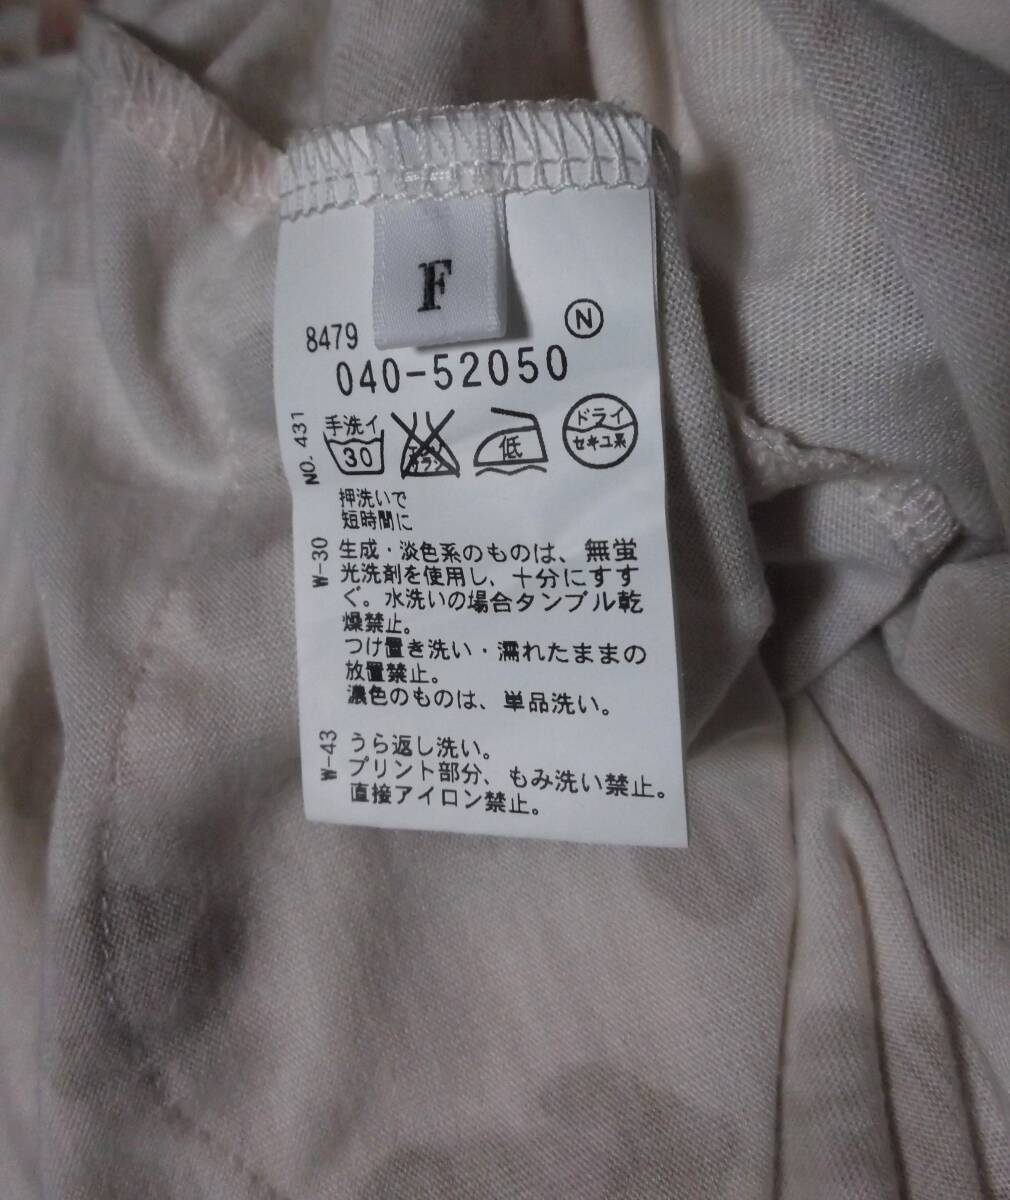 F
8479
N
040-52050
NO. 431
手洗イ
30
エンソ
サラシ
低
ドライ
セキユ系
押洗いで
短時間に
W-30
生成・淡色系のものは、無蛍
光洗剤を使用し、十分にすす
ぐ。水洗いの場合タンブル乾
燥禁止。
つけ置き洗い・濡れたままの
放置禁止。
濃色のものは、単品洗い。
W-43
うら返し洗い。
プリント部分、もみ洗い禁止。
直接アイロン禁止。